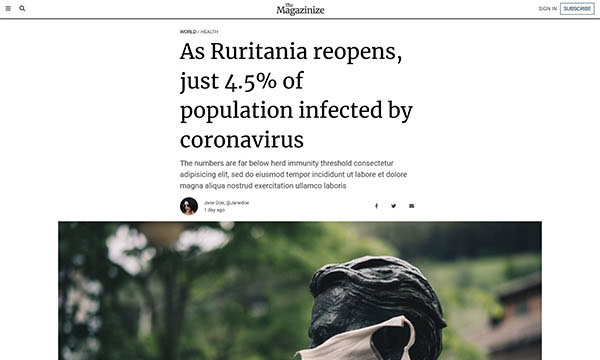 The
Magazinize
SIGN IN
SUBSCRIBE
WORLD / HEALTH
As Ruritania reopens,
just 4.5% of
population infected by
coronavirus
The numbers are far below herd immunity threshold consectetur
adipisicing elit, sed do eiusmod tempor incididunt ut labore et dolore
magna aliqua nostrud exercitation ullamco laboris
Jane Doe, @Janedoe
1 day ago